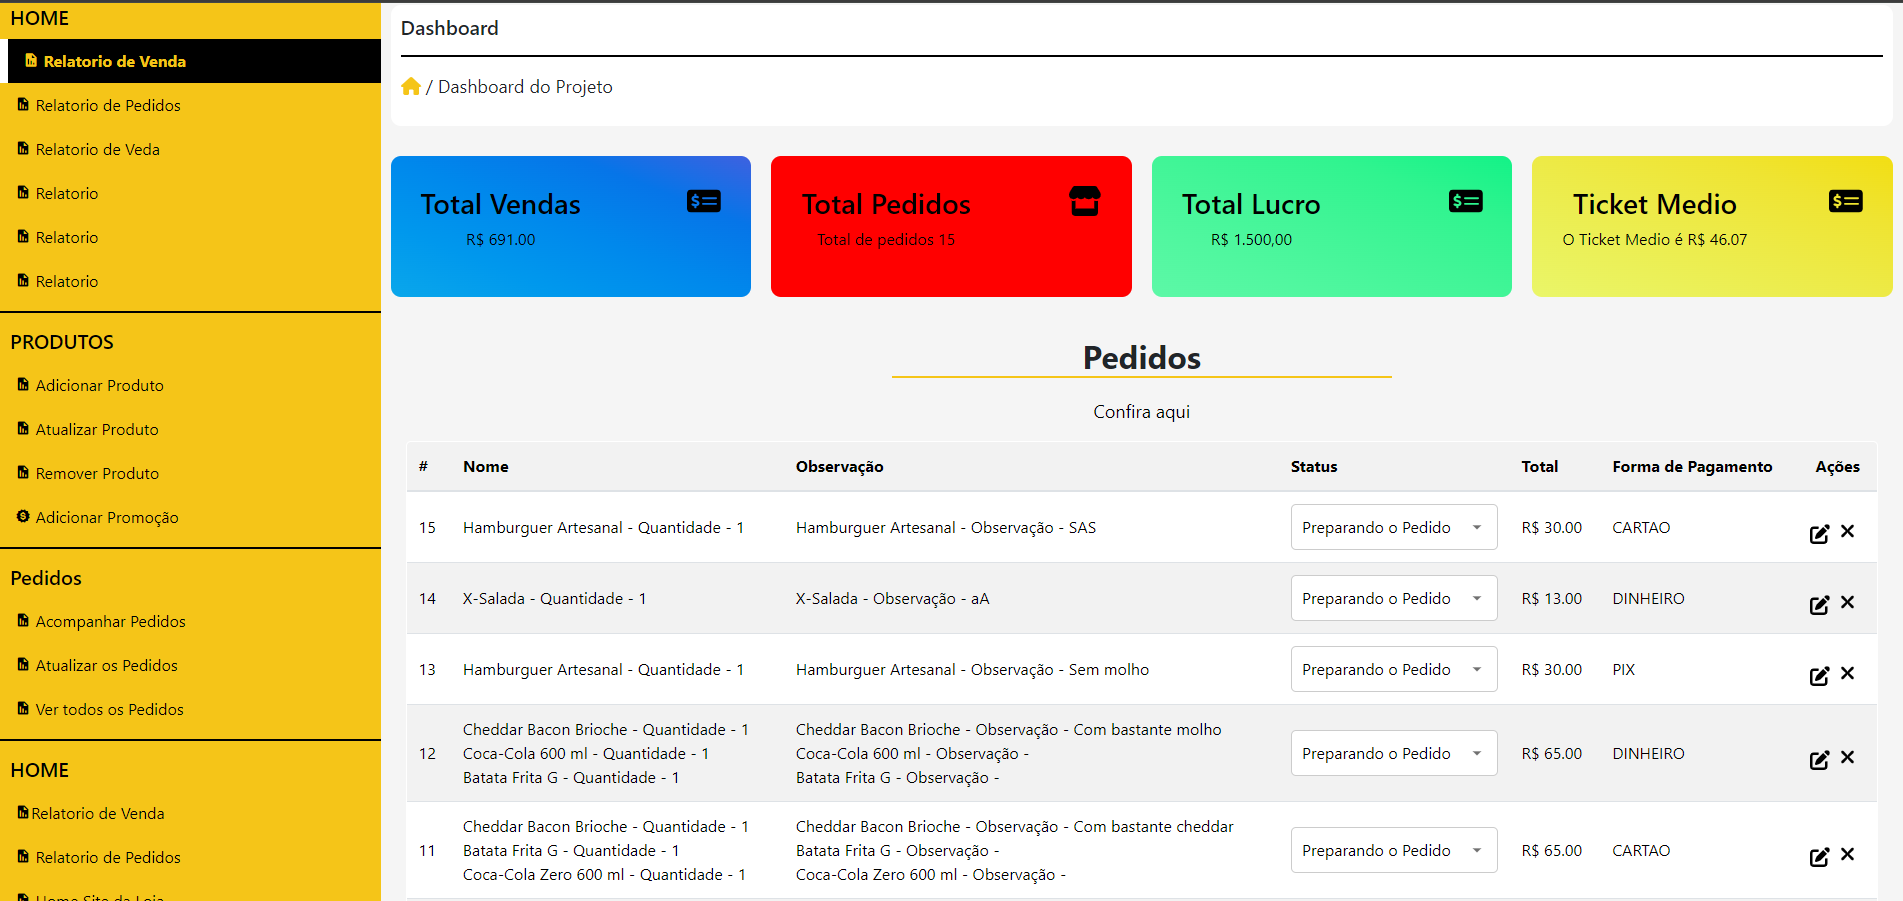 HOME
Relatorio de Venda
Relatorio de Pedidos
Relatorio de Veda
Relatorio
Relatorio
Relatorio
PRODUTOS
Adicionar Produto
Atualizar Produto
Remover Produto
Adicionar Promoção
Pedidos
Acompanhar Pedidos
Atualizar os Pedidos
Ver todos os Pedidos
HOME
Relatorio de Venda
Relatorio de Pedidos
Home Site da Loja
Dashboard
/ Dashboard do Projeto
Total Vendas
R$ 691.00
Total Pedidos
Total de pedidos 15
Total Lucro
R$ 1.500,00
Ticket Medio
O Ticket Medio é R$ 46.07
Pedidos
Confira aqui
# Nome Observação Status Total Forma de Pagamento Ações
15 Hamburguer Artesanal - Quantidade - 1 Hamburguer Artesanal - Observação - SAS Preparando o Pedido R$ 30.00 CARTAO
14 X-Salada - Quantidade - 1 X-Salada - Observação - aA Preparando o Pedido R$ 13.00 DINHEIRO
13 Hamburguer Artesanal - Quantidade - 1 Hamburguer Artesanal - Observação - Sem molho Preparando o Pedido R$ 30.00 PIX
Cheddar Bacon Brioche - Quantidade - 1 Cheddar Bacon Brioche - Observação - Com bastante molho
12 Coca-Cola 600 ml - Quantidade - 1 Coca-Cola 600 ml - Observação - Preparando o Pedido R$ 65.00 DINHEIRO
Batata Frita G - Quantidade - 1 Batata Frita G - Observação -
Cheddar Bacon Brioche - Quantidade - 1 Cheddar Bacon Brioche - Observação - Com bastante cheddar
11 Batata Frita G - Quantidade - 1 Batata Frita G - Observação - Preparando o Pedido R$ 65.00 CARTAO
Coca-Cola Zero 600 ml - Quantidade - 1 Coca-Cola Zero 600 ml - Observação -